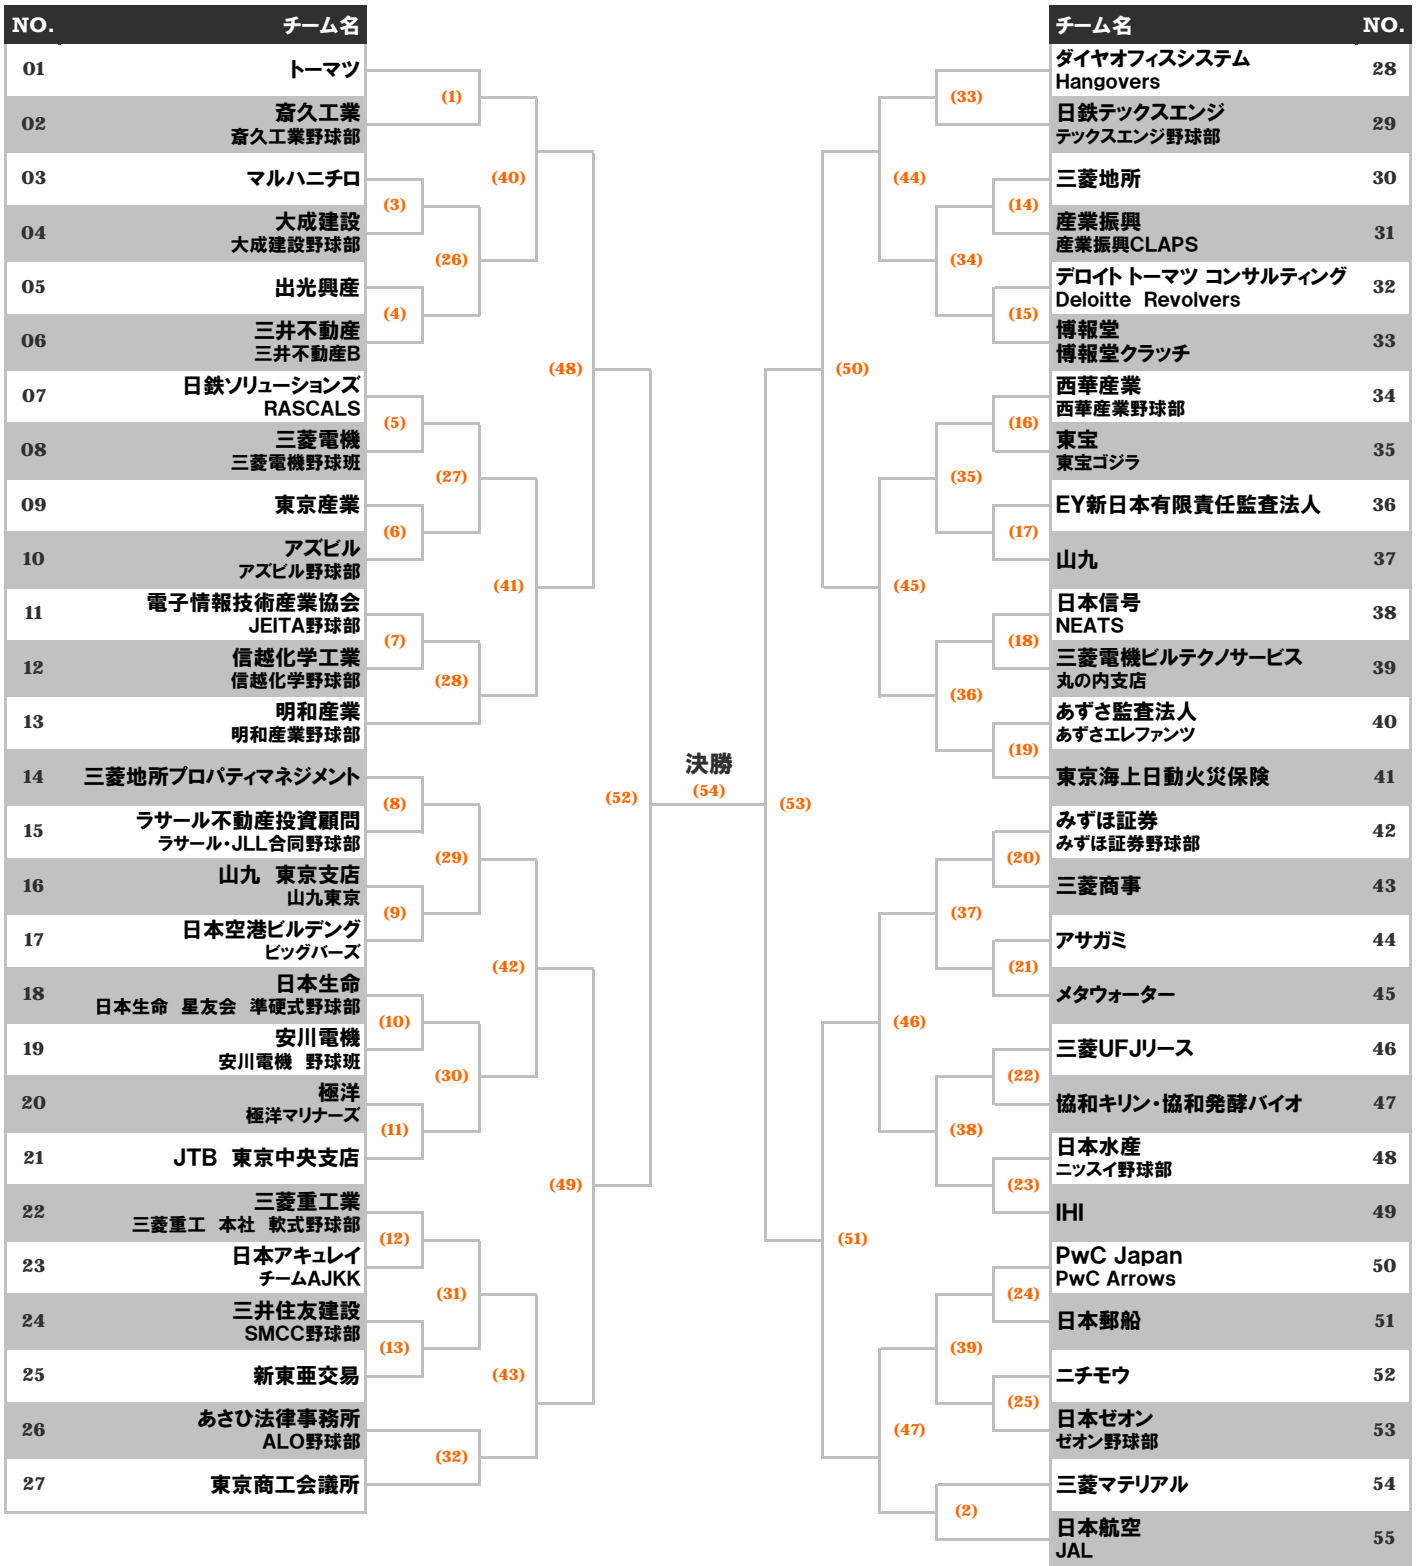 NO. チーム名
01 トーマツ
02 斎久工業
斎久工業野球部
03 マルハニチロ
04 大成建設
大成建設野球部
05 出光興産
06 三井不動産
三井不動産B
07 日鉄ソリューションズ
RASCALS
08 三菱電機
三菱電機野球班
09 東京産業
10 アズビル
アズビル野球部
11 電子情報技術産業協会
JEITA野球部
12 信越化学工業
信越化学野球部
13 明和産業
明和産業野球部
14 三菱地所プロパティマネジメント
15 ラサール不動産投資顧問
ラサール・JLL合同野球部
16 山九 東京支店
山九東京
17 日本空港ビルデング
ビッグバーズ
18 日本生命
日本生命 星友会 準硬式野球部
19 安川電機
安川電機 野球班
20 極洋
極洋マリナーズ
21 JTB 東京中央支店
22 三菱重工業
三菱重工 本社 軟式野球部
23 日本アキュレイ
チームAJKK
24 三井住友建設
SMCC野球部
25 新東亜交易
26 あさひ法律事務所
ALO野球部
27 東京商工会議所
(1)
(3)
(4)
(5)
(6)
(7)
(8)
(9)
(10)
(11)
(12)
(13)
(26)
(27)
(28)
(29)
(30)
(31)
(32)
(40)
(41)
(42)
(43)
(48)
(49)
(52)
決勝
(54)
(53)
(50)
(51)
(44)
(45)
(46)
(47)
(33)
(34)
(35)
(36)
(37)
(38)
(39)
(2)
(14)
(15)
(16)
(17)
(18)
(19)
(20)
(21)
(22)
(23)
(24)
(25)
チーム名 NO.
ダイヤオフィスシステム 28
Hangovers
日鉄テックスエンジ 29
テックスエンジ野球部
三菱地所 30
産業振興 31
産業振興CLAPS
デロイト トーマツ コンサルティング 32
Deloitte Revolvers
博報堂 33
博報堂クラッチ
西華産業 34
西華産業野球部
東宝 35
東宝ゴジラ
EY新日本有限責任監査法人 36
山九 37
日本信号 38
NEATS
三菱電機ビルテクノサービス 39
丸の内支店
あずさ監査法人 40
あずさエレファンツ
東京海上日動火災保険 41
みずほ証券 42
みずほ証券野球部
三菱商事 43
アサガミ 44
メタウォーター 45
三菱UFJリース 46
協和キリン・協和発酵バイオ 47
日本水産 48
ニッスイ野球部
IHI 49
PwC Japan 50
PwC Arrows
日本郵船 51
ニチモウ 52
日本ゼオン 53
ゼオン野球部
三菱マテリアル 54
日本航空 55
JAL